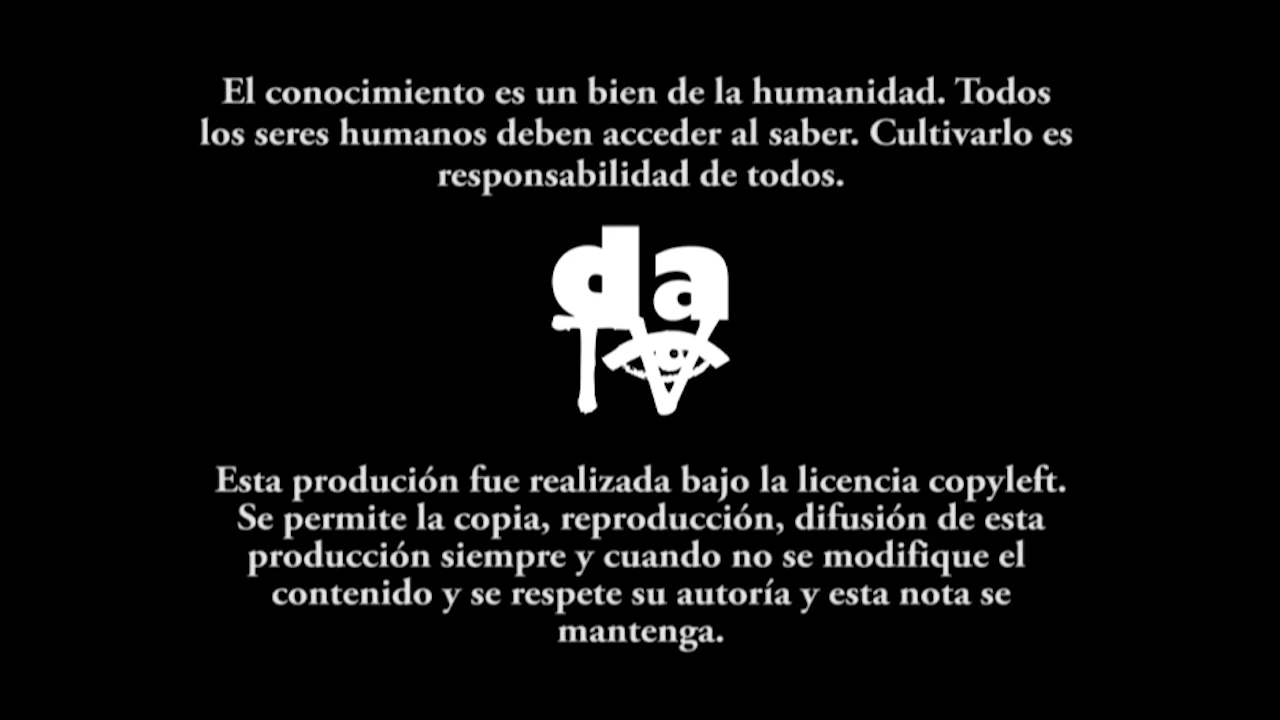 El conocimiento es un bien de la humanidad. Todos
los seres humanos deben acceder al saber. Cultivarlo es
responsabilidad de todos.
da
TV
Esta produción fue realizada bajo la licencia copyleft.
Se permite la copia, reproducción, difusión de esta
producción siempre y cuando no se modifique el
contenido y se respete su autoría y esta nota se
mantenga.